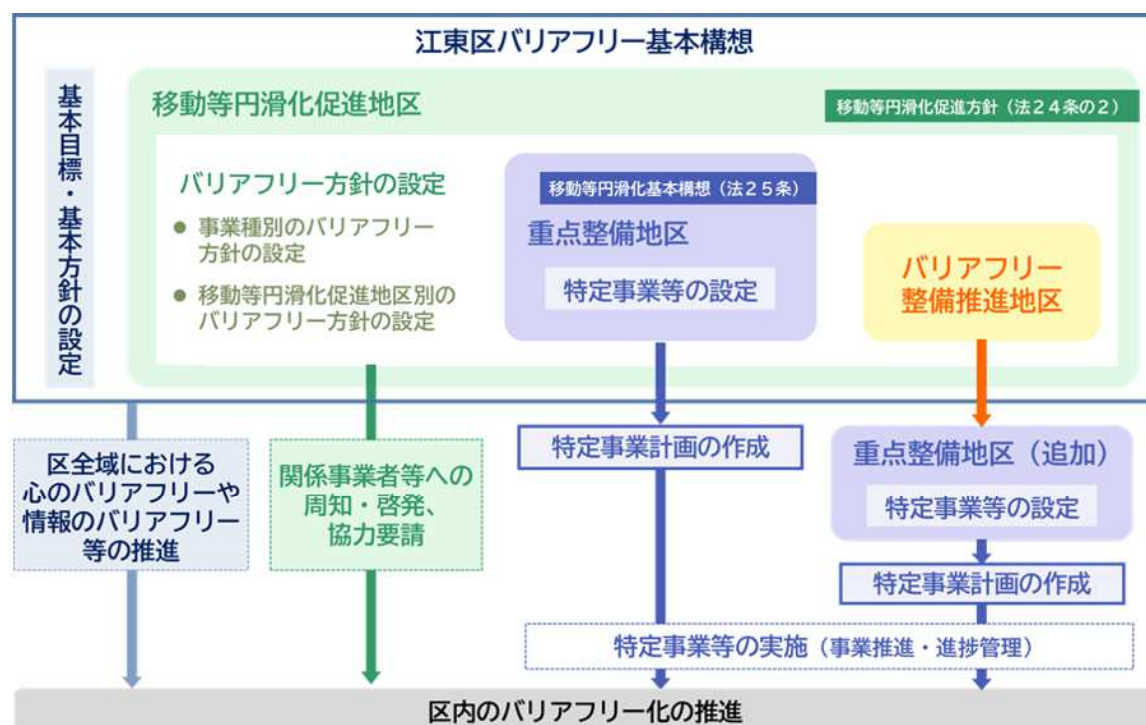 江東区バリアフリー基本構想
基本目標・基本方針の設定
移動等円滑化促進地区
移動等円滑化促進方針（法２４条の２）
バリアフリー方針の設定
● 事業種別のバリアフリー
方針の設定
● 移動等円滑化促進地区別の
バリアフリー方針の設定
移動等円滑化基本構想（法２５条）
重点整備地区
特定事業等の設定
バリアフリー
整備推進地区
区全域における
心のバリアフリーや
情報のバリアフリー
等の推進
関係事業者等への
周知・啓発、
協力要請
特定事業計画の作成
重点整備地区（追加）
特定事業等の設定
特定事業計画の作成
特定事業等の実施（事業推進・進捗管理）
区内のバリアフリー化の推進